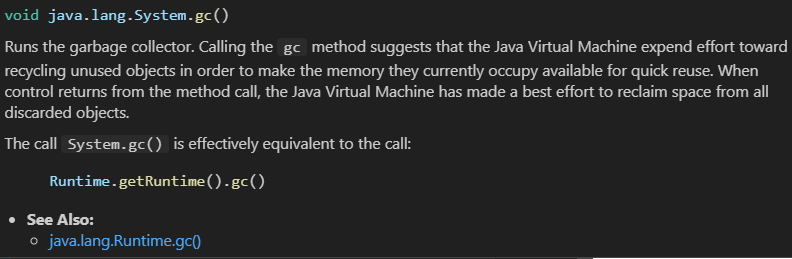 void java.lang.System.gc()
Runs the garbage collector. Calling the gc method suggests that the Java Virtual Machine expend effort toward
recycling unused objects in order to make the memory they currently occupy available for quick reuse. When
control returns from the method call, the Java Virtual Machine has made a best effort to reclaim space from all
discarded objects.
The call System.gc() is effectively equivalent to the call:
Runtime.getRuntime().gc()
• See Also:
○ java.lang.Runtime.gc()